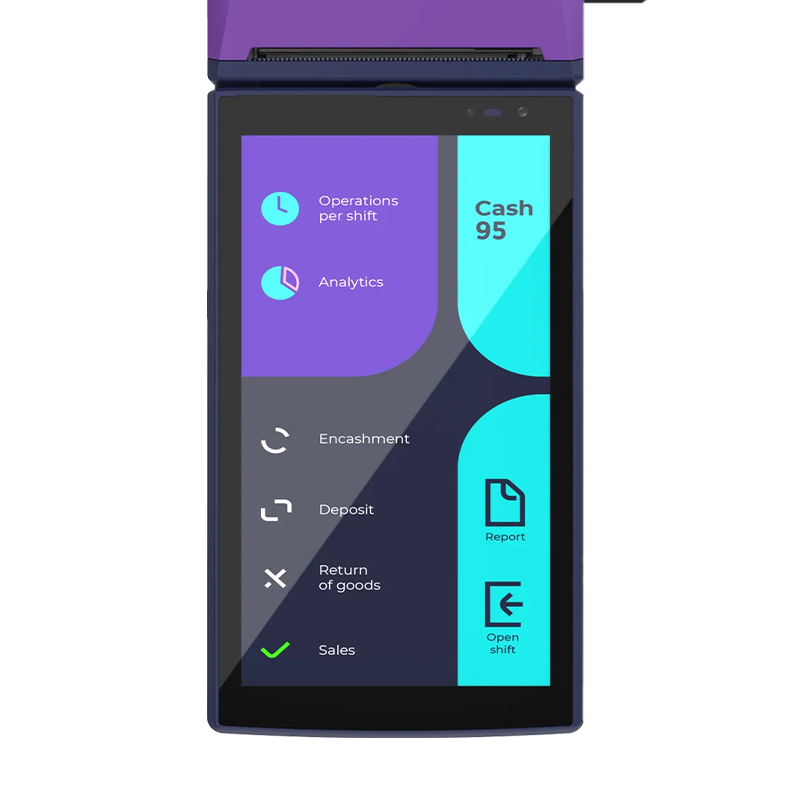 Operations
per shift
Analytics
Cash
95
Encashment
Deposit
Return
of goods
Sales
Report
Open
shift